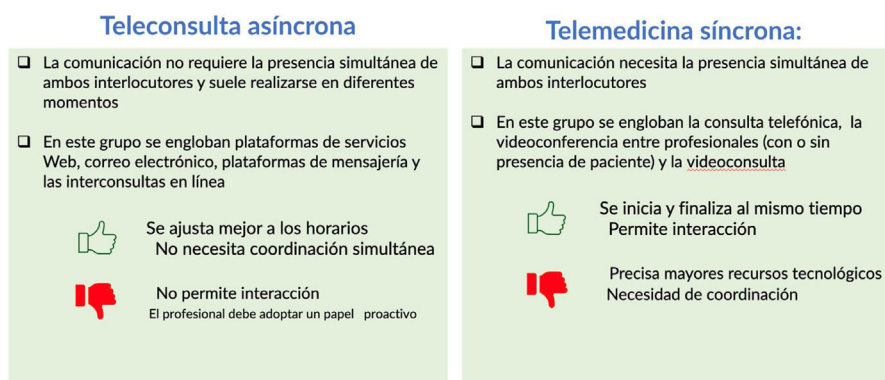 Teleconsulta asíncrona
La comunicación no requiere la presencia simultánea de
ambos interlocutores y suele realizarse en diferentes
momentos
En este grupo se engloban plataformas de servicios
Web, correo electrónico, plataformas de mensajería y
las interconsultas en línea
Se ajusta mejor a los horarios
No necesita coordinación simultánea
No permite interacción
El profesional debe adoptar un papel proactivo
Telemedicina síncrona:
La comunicación necesita la presencia simultánea de
ambos interlocutores
En este grupo se engloban la consulta telefónica, la
videoconferencia entre profesionales (con o sin
presencia de paciente) y la videoconsulta
Se inicia y finaliza al mismo tiempo
Permite interacción
Precisa mayores recursos tecnológicos
Necesidad de coordinación